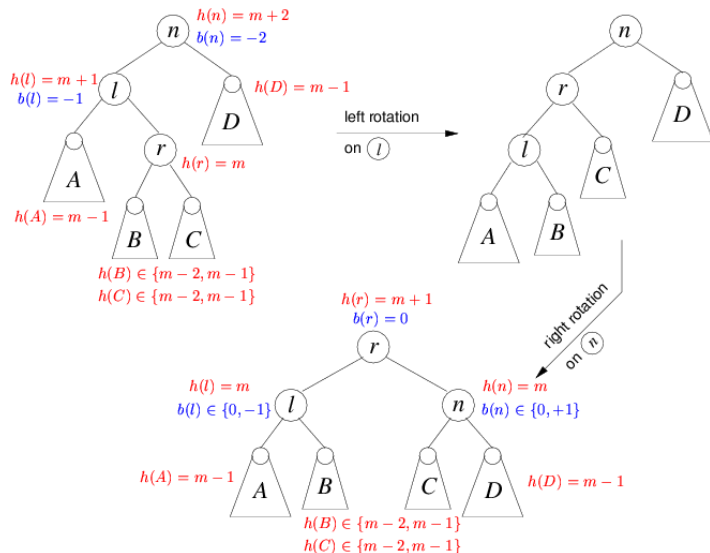 h(n) = m + 2
n
b(n) = −2
n
h(l) = m + 1
b(l) = −1
l
D
h(D) = m − 1
left rotation
on l
r
D
A
r
h(r) = m
l
C
h(A) = m − 1
B
C
A
B
h(B) ∈ {m − 2, m − 1}
h(C) ∈ {m − 2, m − 1}
right rotation
on n
h(r) = m + 1
b(r) = 0
r
h(l) = m
b(l) ∈ {0, −1}
l
n
h(n) = m
b(n) ∈ {0, +1}
h(A) = m − 1
A
B
C
D
h(D) = m − 1
h(B) ∈ {m − 2, m − 1}
h(C) ∈ {m − 2, m − 1}